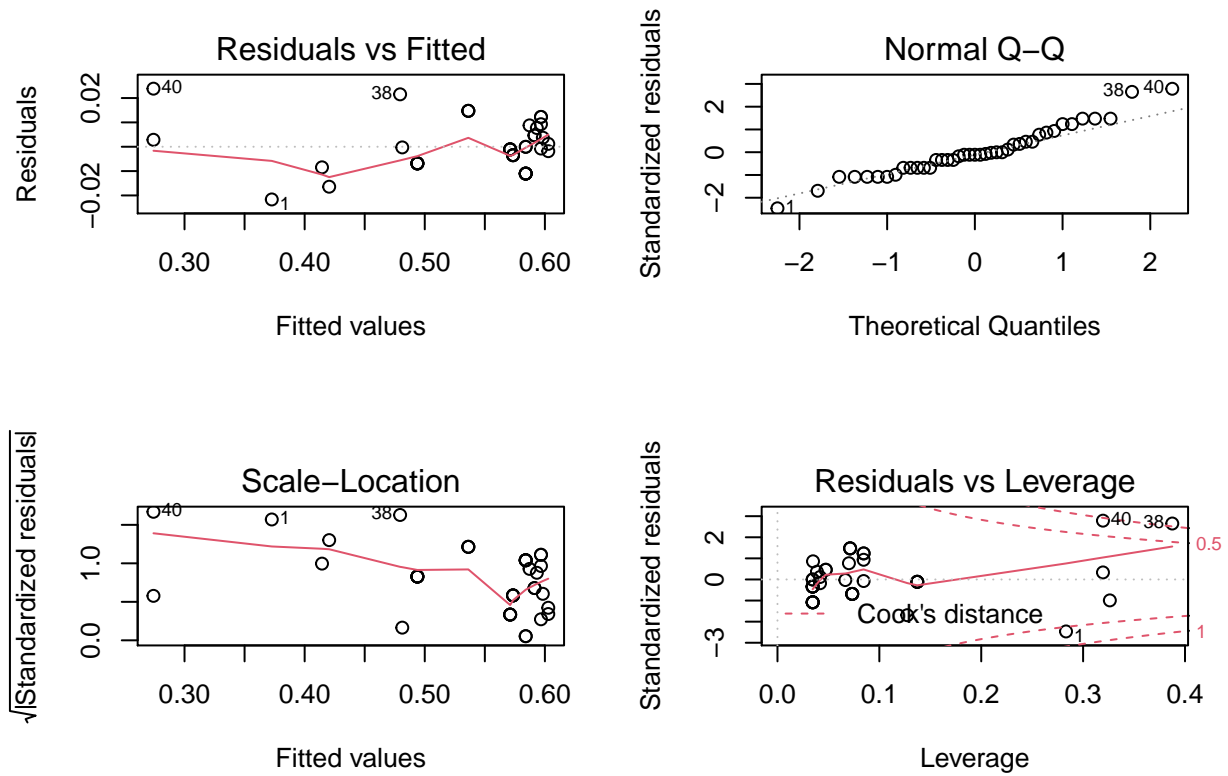 Residuals vs Fitted
Residuals
0.02
−0.02
40
38
1
0.30 0.40 0.50 0.60
Fitted values
Normal Q−Q
Standardized residuals
2
0
−2
38 40
1
−2 −1 0 1 2
Theoretical Quantiles
Scale−Location
√|Standardized residuals|
1.0
0.0
40
1
38
0.30 0.40 0.50 0.60
Fitted values
Residuals vs Leverage
Standardized residuals
2
0
−3
40 38
0.5
Cook's distance
1
1
0.0 0.1 0.2 0.3 0.4
Leverage